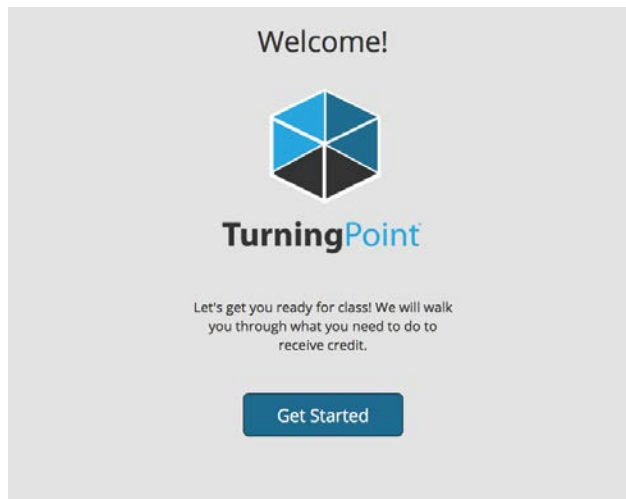 Welcome!
TurningPoint
Let's get you ready for class! We will walk
you through what you need to do to
receive credit.
Get Started